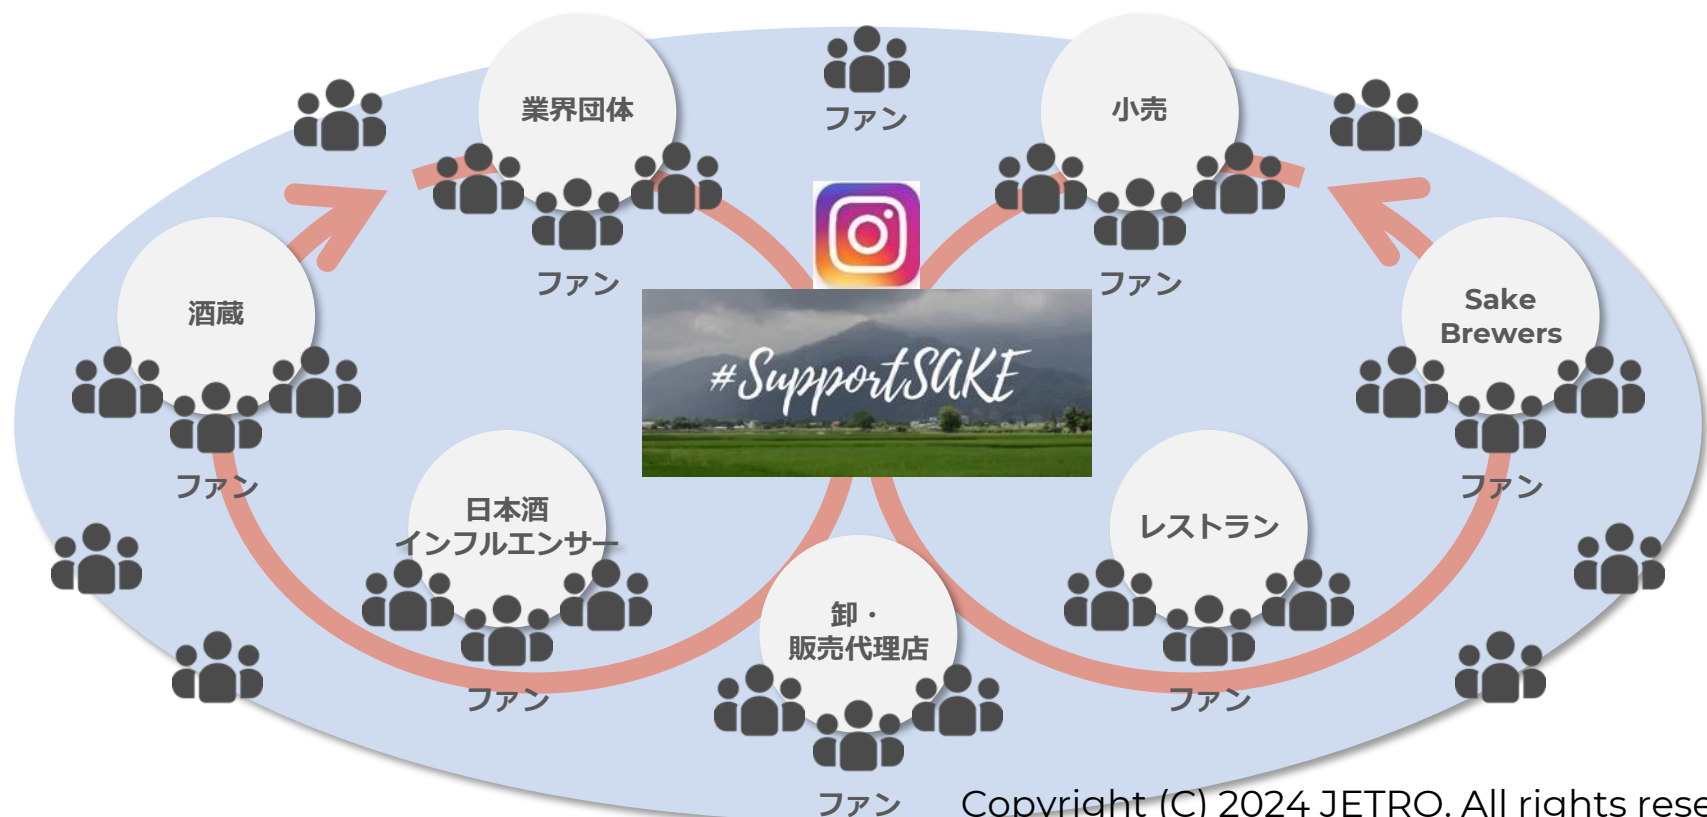 業界団体
ファン
小売
ファン
ファン
酒蔵
Sake
Brewers
#SupportSAKE
ファン
ファン
日本酒
インフルエンサー
レストラン
卸・
販売代理店
ファン
ファン
ファン
Copyright (C) 2024 JETRO. All rights rese